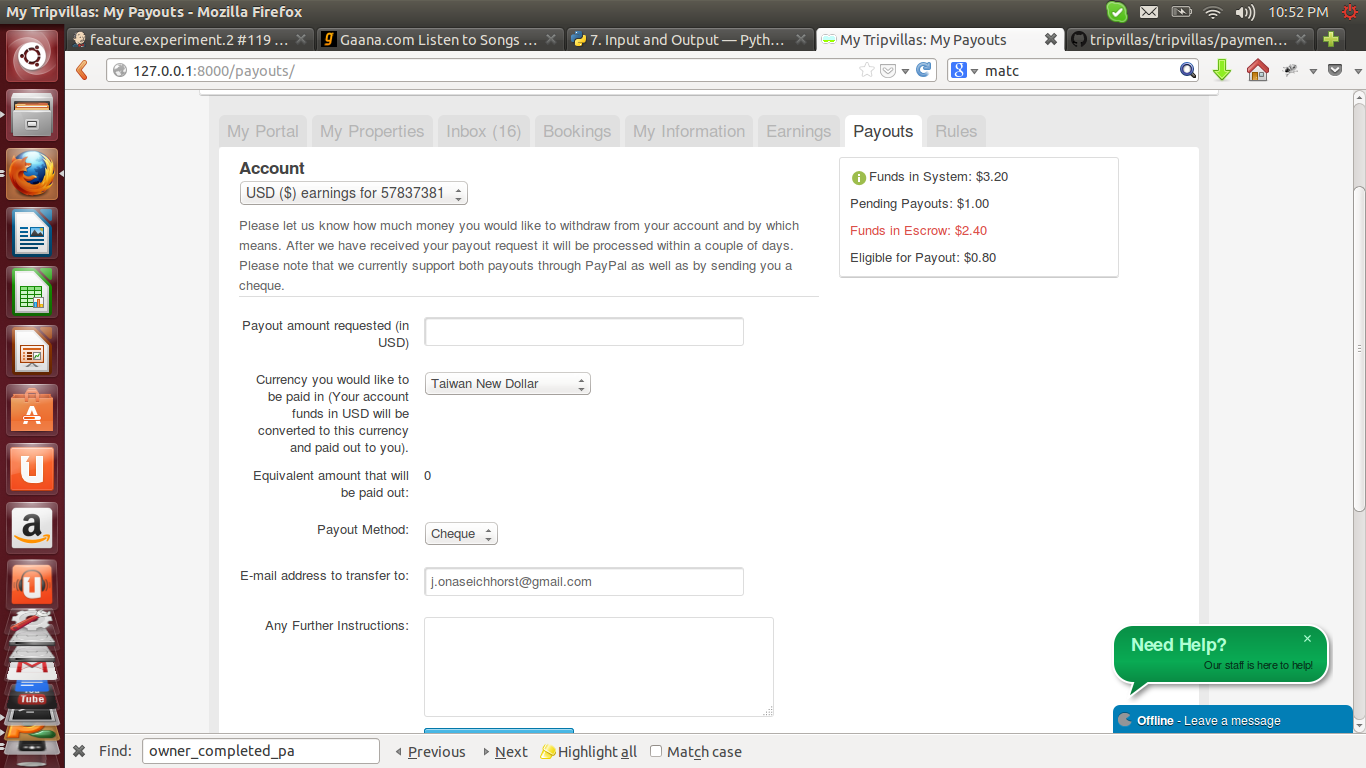 My Tripvillas: My Payouts - Mozilla Firefox
10:52 PM
feature.experiment.2 #119 ...
Gaana.com Listen to Songs ...
7. Input and Output — Pyth...
My Tripvillas: My Payouts
tripvillas/tripvillas/paymen...
127.0.0.1:8000/payouts/
matc
My Portal
My Properties
Inbox (16)
Bookings
My Information
Earnings
Payouts
Rules
Account
USD ($) earnings for 57837381
Please let us know how much money you would like to withdraw from your account and by which
means. After we have received your payout request it will be processed within a couple of days.
Please note that we currently support both payouts through PayPal as well as by sending you a
cheque.
Funds in System: $3.20
Pending Payouts: $1.00
Funds in Escrow: $2.40
Eligible for Payout: $0.80
Payout amount requested (in
USD)
Currency you would like to
be paid in (Your account
funds in USD will be
converted to this currency
and paid out to you).
Taiwan New Dollar
Equivalent amount that will
be paid out:
0
Payout Method:
Cheque
E-mail address to transfer to:
j.onaseichhorst@gmail.com
Any Further Instructions:
Need Help?
Our staff is here to help!
Offline - Leave a message
You
Tube
Find:
owner_completed_pa
Previous
Next
Highlight all
Match case